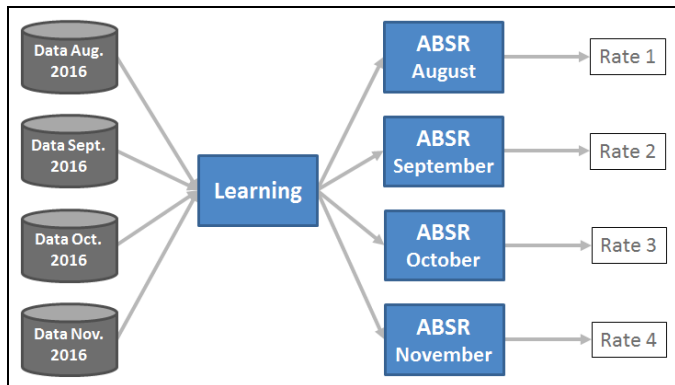 Data Aug.
2016
Data Sept.
2016
Data Oct.
2016
Data Nov.
2016
Learning
ABSR
August
ABSR
September
ABSR
October
ABSR
November
Rate 1
Rate 2
Rate 3
Rate 4